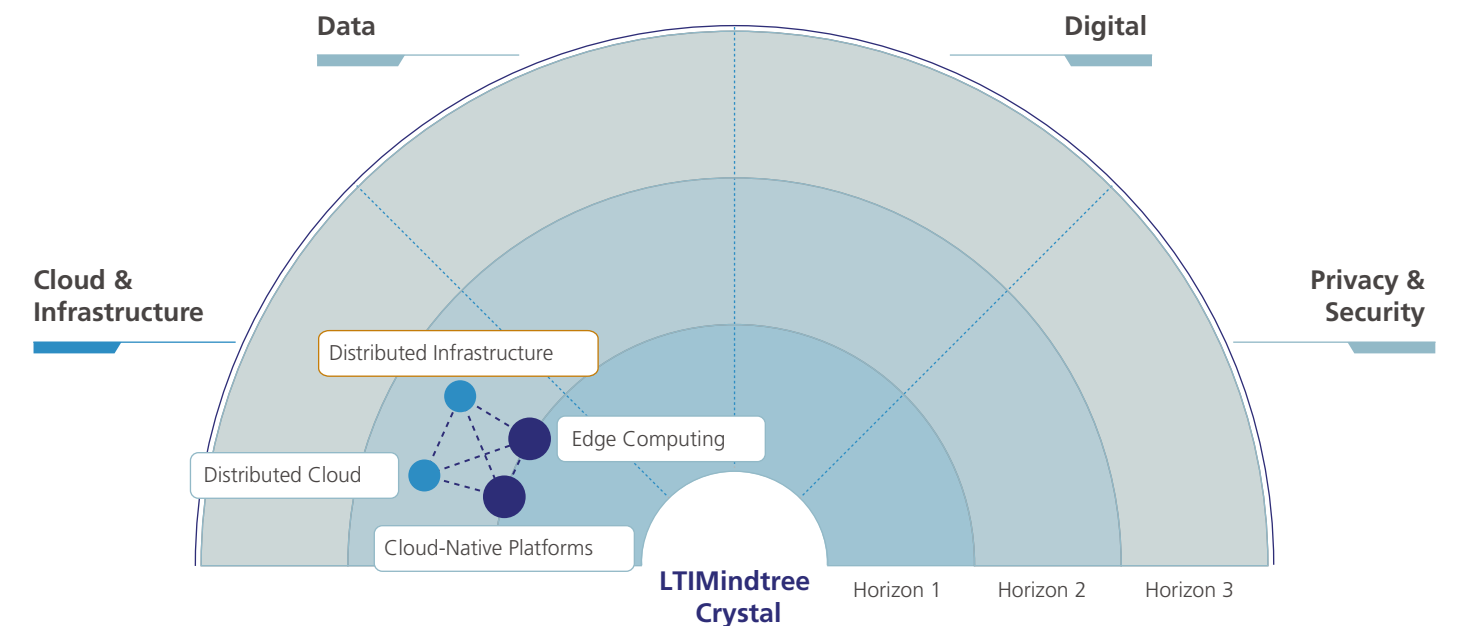 Data
Digital
Cloud &
Infrastructure
Privacy &
Security
Distributed Infrastructure
Edge Computing
Distributed Cloud
Cloud-Native Platforms
LTIMindtree
Crystal
Horizon 1
Horizon 2
Horizon 3